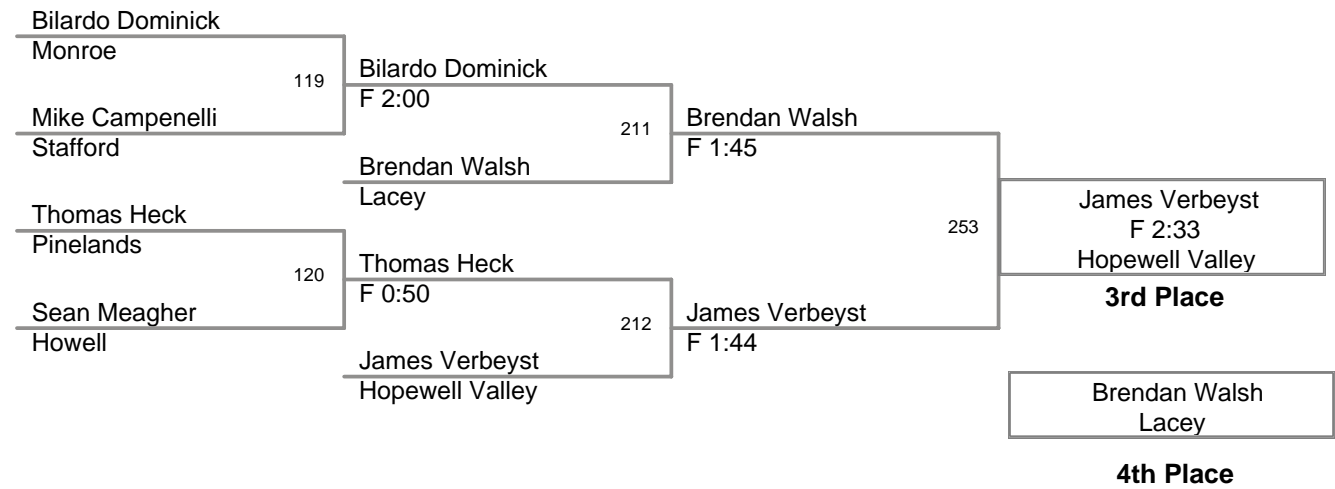 Bilardo Dominick
Monroe
119
Mike Campenelli
Stafford
Thomas Heck
Pinelands
120
Sean Meagher
Howell
Bilardo Dominick
F 2:00
211
Brendan Walsh
Lacey
Thomas Heck
F 0:50
212
James Verbeyst
Hopewell Valley
Brendan Walsh
F 1:45
253
James Verbeyst
F 1:44
James Verbeyst
F 2:33
Hopewell Valley
3rd Place
Brendan Walsh
Lacey
4th Place